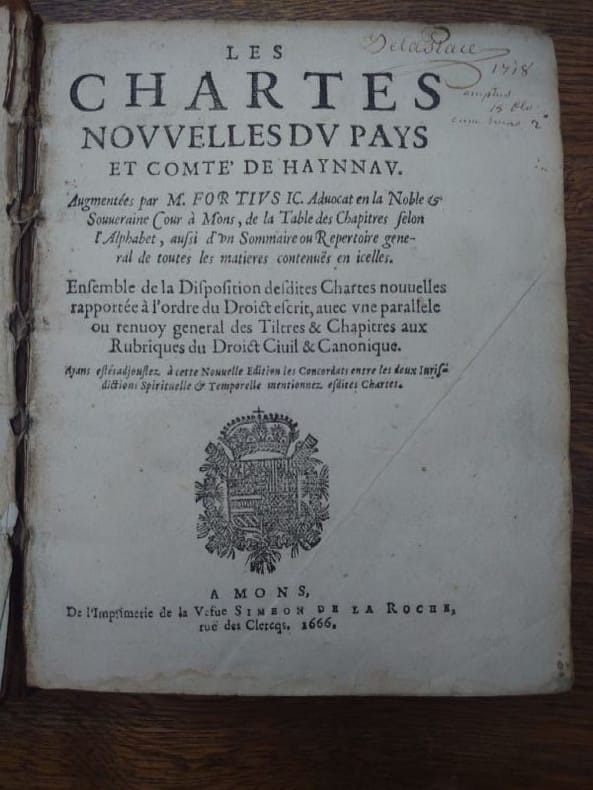 LES
CHARTES
NOVVELLES DV PAYS
ET COMTE' DE HAYNNAV.
Augmentées par M. FORTIVS IC. Aduocat en la Noble &
Souueraine Cour à Mons, de la Table des Chapitres ſelon
l'Alphabet, auſsi d'vn Sommaire ou Repertoire gene-
ral de toutes les matieres contenuës en icelles.
Enſemble de la Diſpoſition deſdites Chartes nouuelles
rapportée à l'ordre du Droict eſcrit, auec vne parallele
ou renuoy general des Tiltres & Chapitres aux
Rubriques du Droict Ciuil & Canonique.
Ayans eſtés adjouſtez à cette Nouuelle Edition les Concordats entre les deux Iuriſ-
dictions Spirituelle & Temporelle mentionnez eſdites Chartes.
A MONS,
De l'Imprimerie de la Vefue SIMEON DE LA ROCHE,
ruë des Clercqs. 1666.
Delaplace
1718
emptus